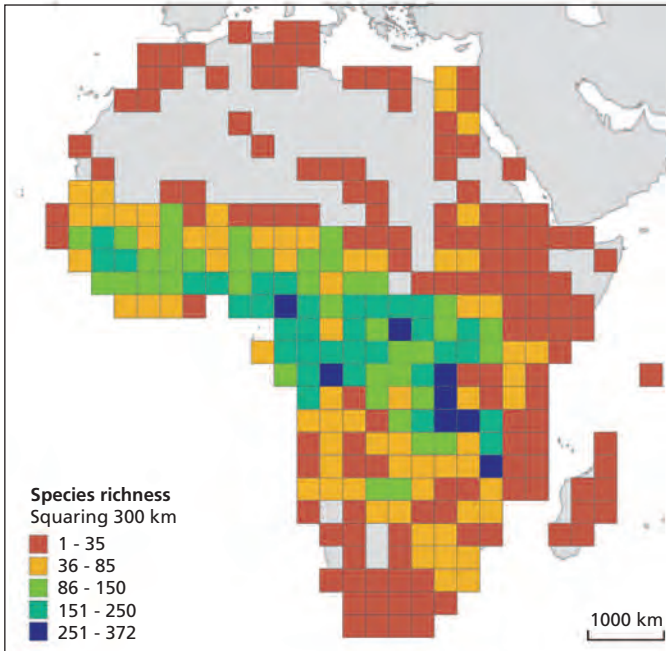 Species richness
Squaring 300 km
1 - 35
36 - 85
86 - 150
151 - 250
251 - 372
1000 km